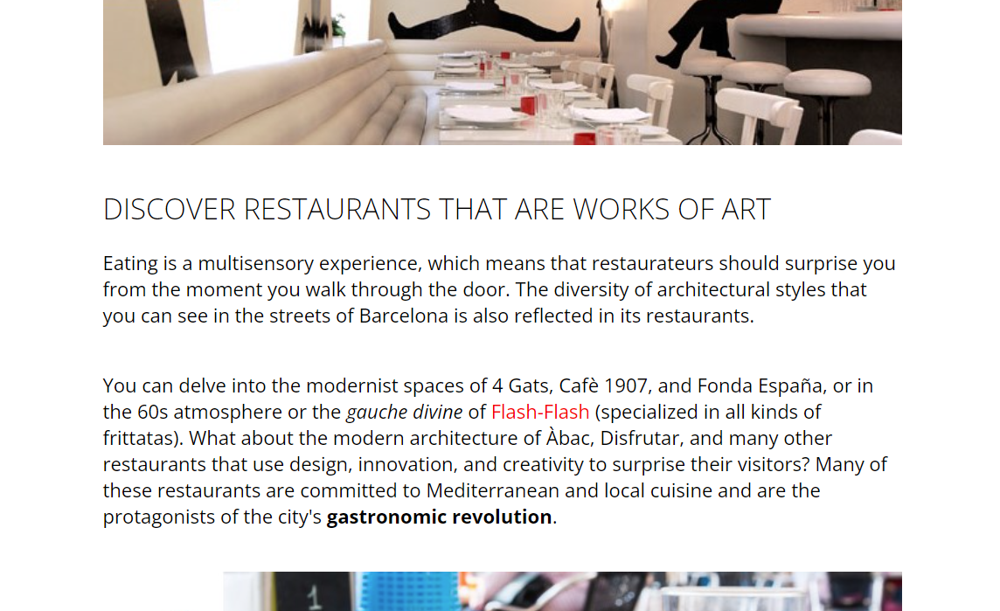 DISCOVER RESTAURANTS THAT ARE WORKS OF ART
Eating is a multisensory experience, which means that restaurateurs should surprise you
from the moment you walk through the door. The diversity of architectural styles that
you can see in the streets of Barcelona is also reflected in its restaurants.
You can delve into the modernist spaces of 4 Gats, Cafè 1907, and Fonda España, or in
the 60s atmosphere or the gauche divine of Flash-Flash (specialized in all kinds of
frittatas). What about the modern architecture of Àbac, Disfrutar, and many other
restaurants that use design, innovation, and creativity to surprise their visitors? Many of
these restaurants are committed to Mediterranean and local cuisine and are the
protagonists of the city's gastronomic revolution.
1